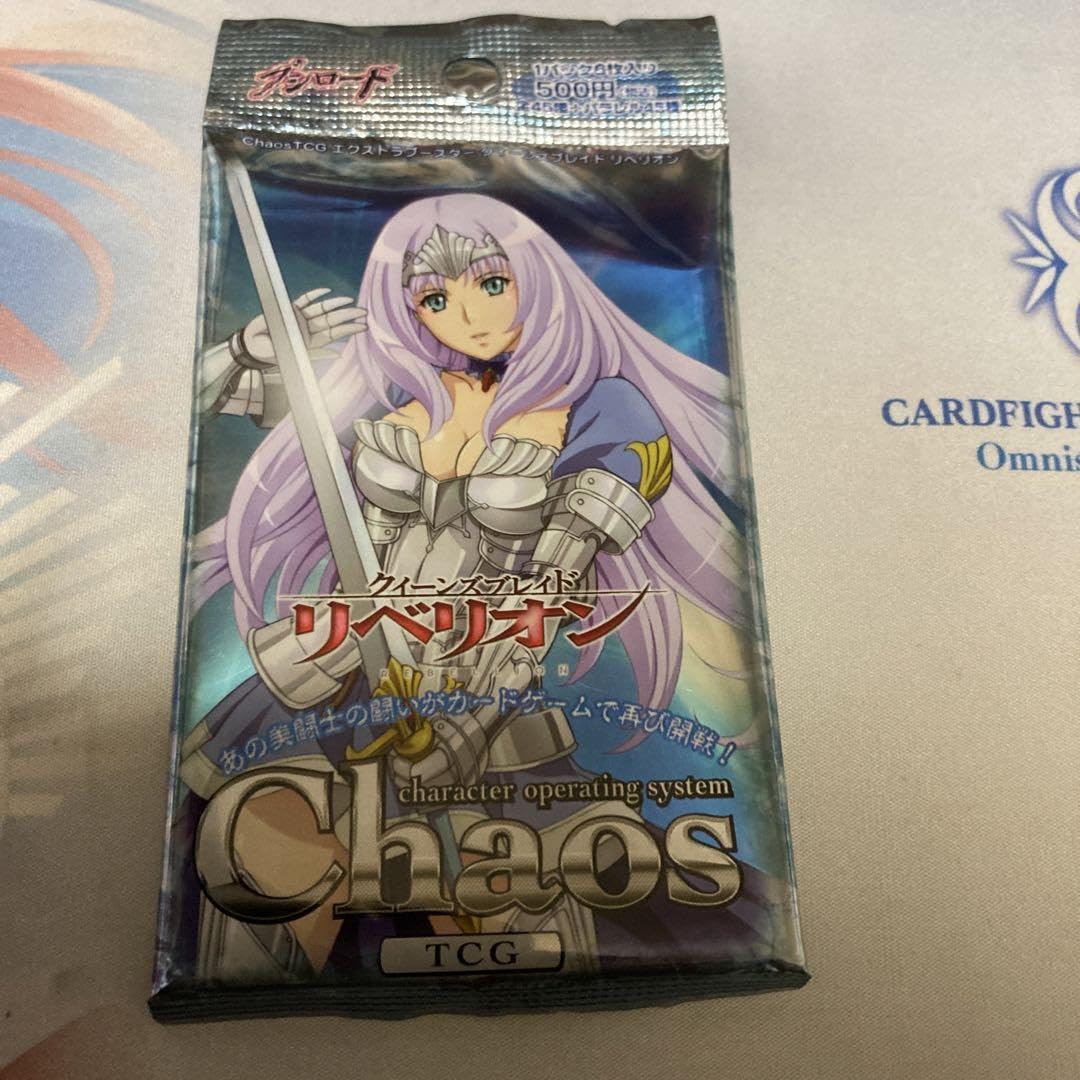 ブシロード
1パック6枚入り
500円
ChaosTCG エクストラブースター クイーンズブレイド リベリオン
クイーンズブレイド
リベリオン
REBELLION
あの美闘士の闘いがカードゲームで再び開戦!
character operating system
Chaos
TCG
CARDFIGH
Omnis